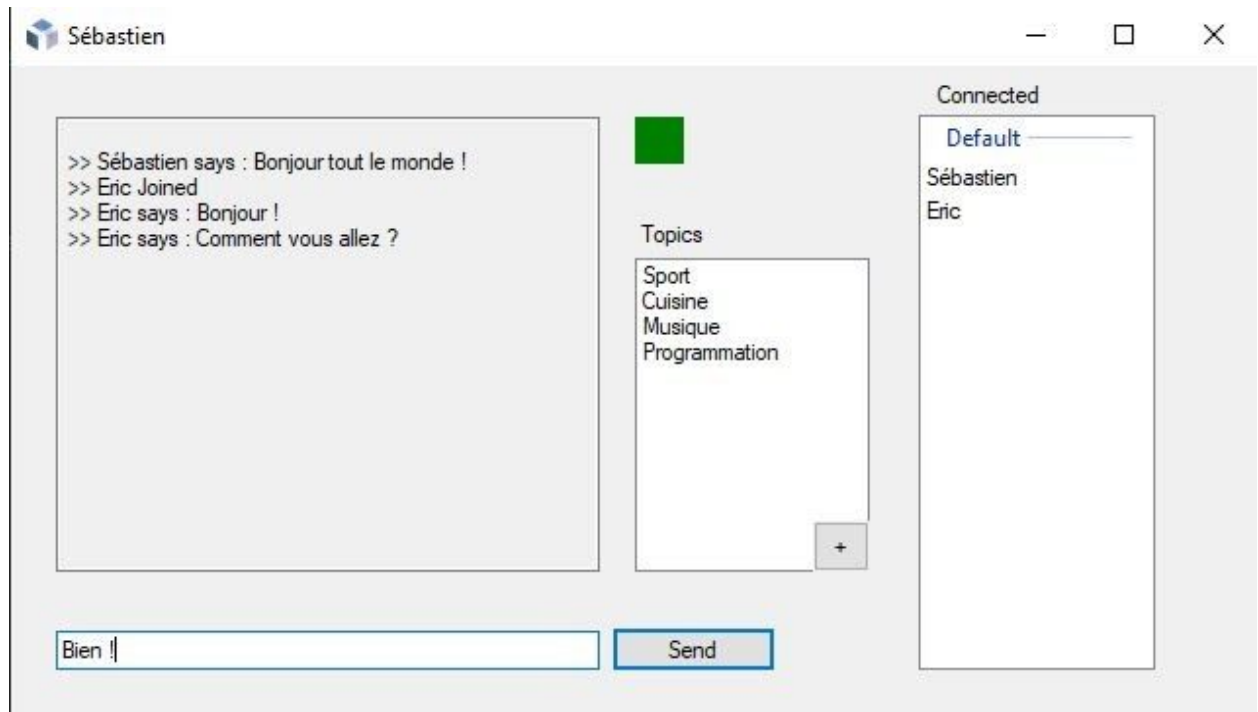 Sébastien
>> Sébastien says : Bonjour tout le monde !
>> Eric Joined
>> Eric says : Bonjour !
>> Eric says : Comment vous allez ?
Bien !
Send
Topics
Sport
Cuisine
Musique
Programmation
+
Connected
Default
Sébastien
Eric